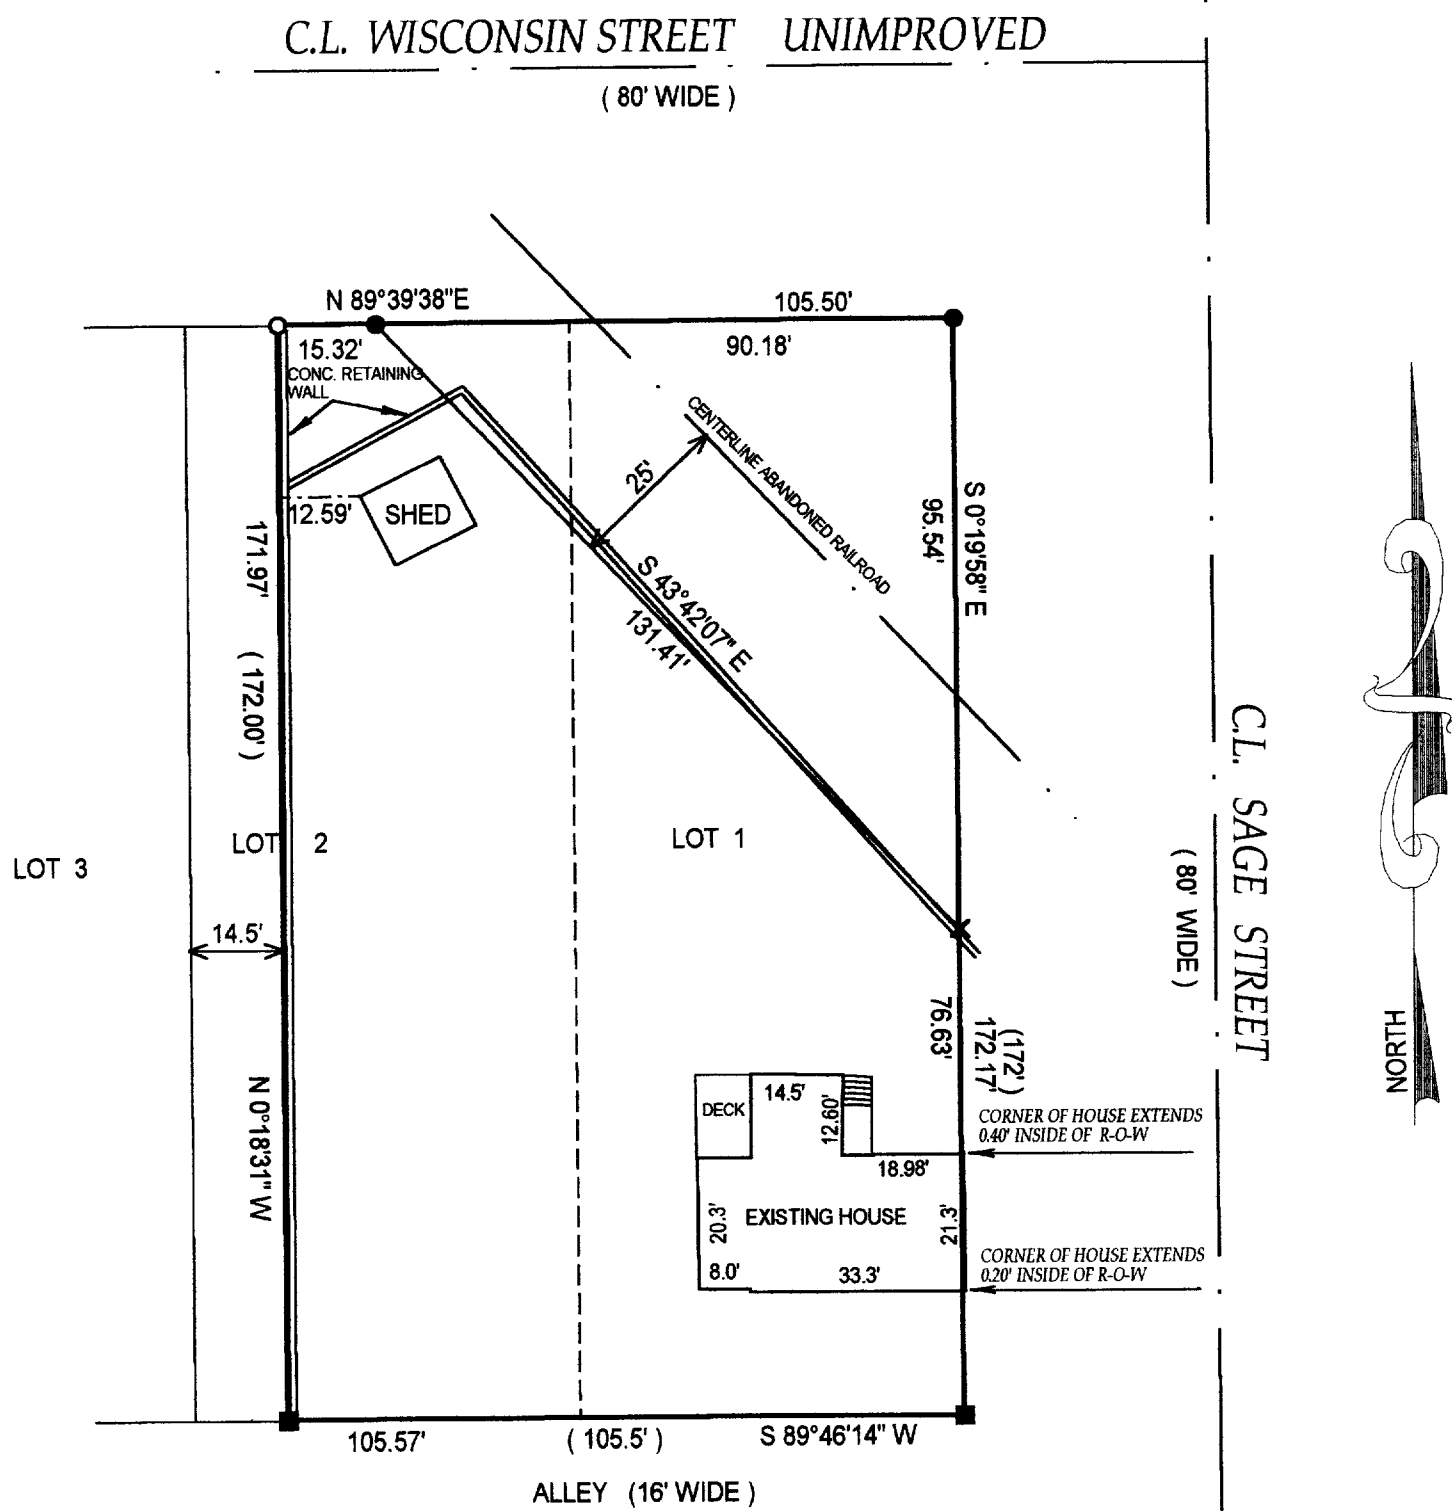 C.L. WISCONSIN STREET UNIMPROVED
( 80' WIDE )
N 89°39'38"E
105.50'
15.32'
90.18'
CONC. RETAINING
WALL
CENTERLINE ABANDONED RAILROAD
25'
SHED
12.59'
S 0°19'58" E
95.54'
171.97'
( 172.00' )
S 43°42'07" E
131.41'
LOT 3
LOT 2
LOT 1
C.L. SAGE STREET
( 80' WIDE )
14.5'
76.63'
(172' )
172.17'
NORTH
N 0°18'31" W
DECK
14.5'
12.60'
CORNER OF HOUSE EXTENDS
0.40' INSIDE OF R-O-W
18.98'
20.3'
EXISTING HOUSE
21.3'
CORNER OF HOUSE EXTENDS
0.20' INSIDE OF R-O-W
8.0'
33.3'
105.57'
( 105.5' )
S 89°46'14" W
ALLEY (16' WIDE )